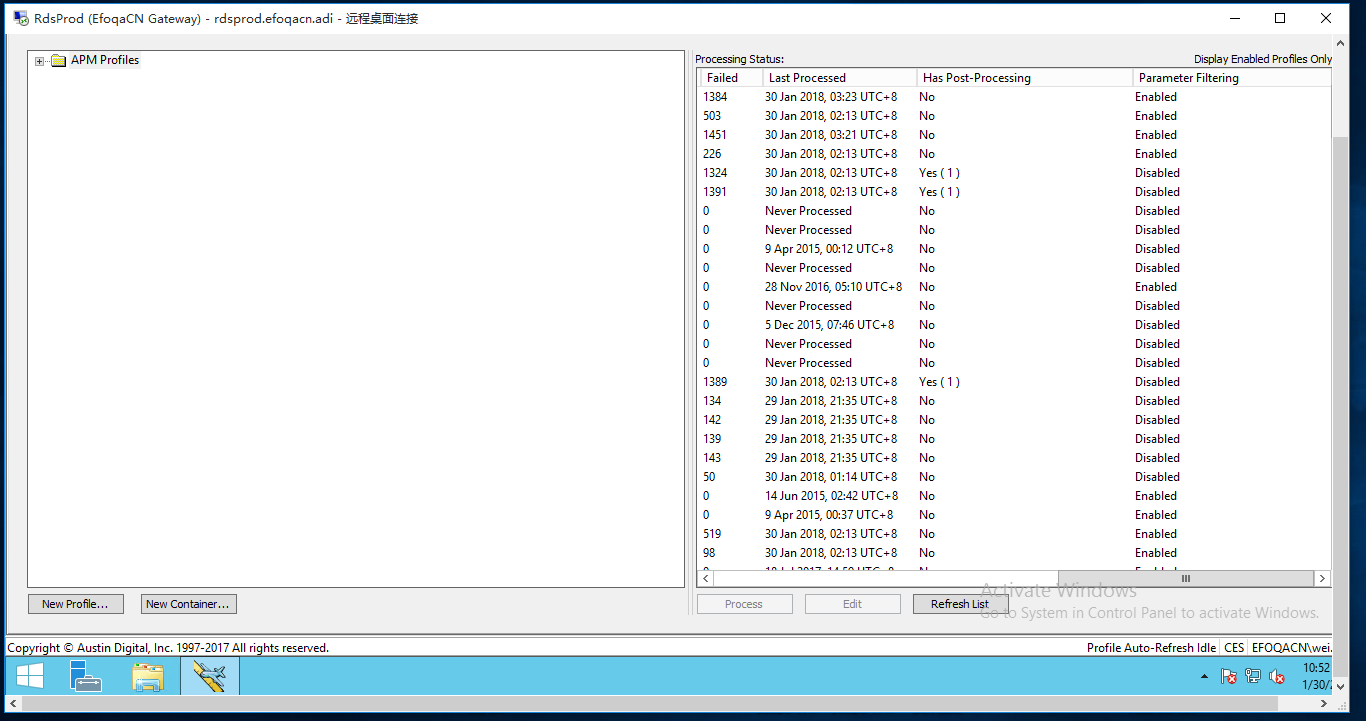 RdsProd (EfoqaCN Gateway) - rdsprod.efoqacn.adi - 远程桌面连接
APM Profiles
Processing Status: Display Enabled Profiles Only
Failed Last Processed Has Post-Processing Parameter Filtering
1384 30 Jan 2018, 03:23 UTC+8 No Enabled
503 30 Jan 2018, 02:13 UTC+8 No Enabled
1451 30 Jan 2018, 03:21 UTC+8 No Enabled
226 30 Jan 2018, 02:13 UTC+8 No Enabled
1324 30 Jan 2018, 02:13 UTC+8 Yes ( 1 ) Disabled
1391 30 Jan 2018, 02:13 UTC+8 Yes ( 1 ) Disabled
0 Never Processed No Disabled
0 Never Processed No Disabled
0 9 Apr 2015, 00:12 UTC+8 No Disabled
0 Never Processed No Disabled
0 28 Nov 2016, 05:10 UTC+8 No Enabled
0 Never Processed No Disabled
0 5 Dec 2015, 07:46 UTC+8 No Disabled
0 Never Processed No Disabled
0 Never Processed No Disabled
1389 30 Jan 2018, 02:13 UTC+8 Yes ( 1 ) Disabled
134 29 Jan 2018, 21:35 UTC+8 No Disabled
142 29 Jan 2018, 21:35 UTC+8 No Disabled
139 29 Jan 2018, 21:35 UTC+8 No Disabled
143 29 Jan 2018, 21:35 UTC+8 No Disabled
50 30 Jan 2018, 01:14 UTC+8 No Disabled
0 14 Jun 2015, 02:42 UTC+8 No Enabled
0 9 Apr 2015, 00:37 UTC+8 No Enabled
519 30 Jan 2018, 02:13 UTC+8 No Enabled
98 30 Jan 2018, 02:13 UTC+8 No Enabled
New Profile... New Container... Process Edit Refresh List
Activate Windows
Go to System in Control Panel to activate Windows.
Copyright © Austin Digital, Inc. 1997-2017 All rights reserved. Profile Auto-Refresh Idle CES EFOQACN\wei.
10:52
1/30/